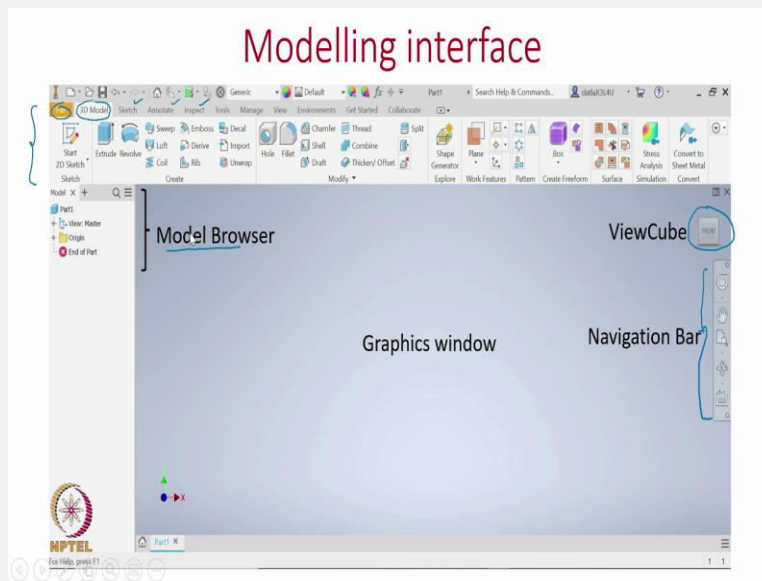 Modelling interface
Generic Default Part1 Search Help & Commands... dellaX3L4U
3D Model Sketch Annotate Inspect Tools Manage View Environments Get Started Collaborate
Start 2D Sketch
Extrude Revolve
Sweep Emboss Decal
Loft Derive Import
Coil Rib Unwrap
Hole Fillet
Chamfer Thread Split
Shell Combine
Draft Thicken/ Offset
Shape Generator
Plane
Box
Stress Analysis
Convert to Sheet Metal
Sketch Create Modify Explore Work Features Pattern Create Freeform Surface Simulation Convert
Model
Part1
View: Master
Origin
End of Part
Model Browser
ViewCube
FRONT
Navigation Bar
Graphics window
X
NPTEL
Part1
For Help, press F1
1 1